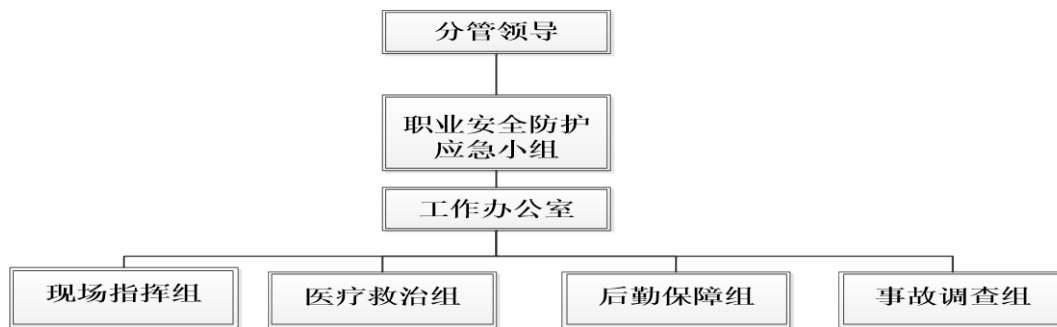 分管领导
职业安全防护
应急小组
工作办公室
现场指挥组
医疗救治组
后勤保障组
事故调查组